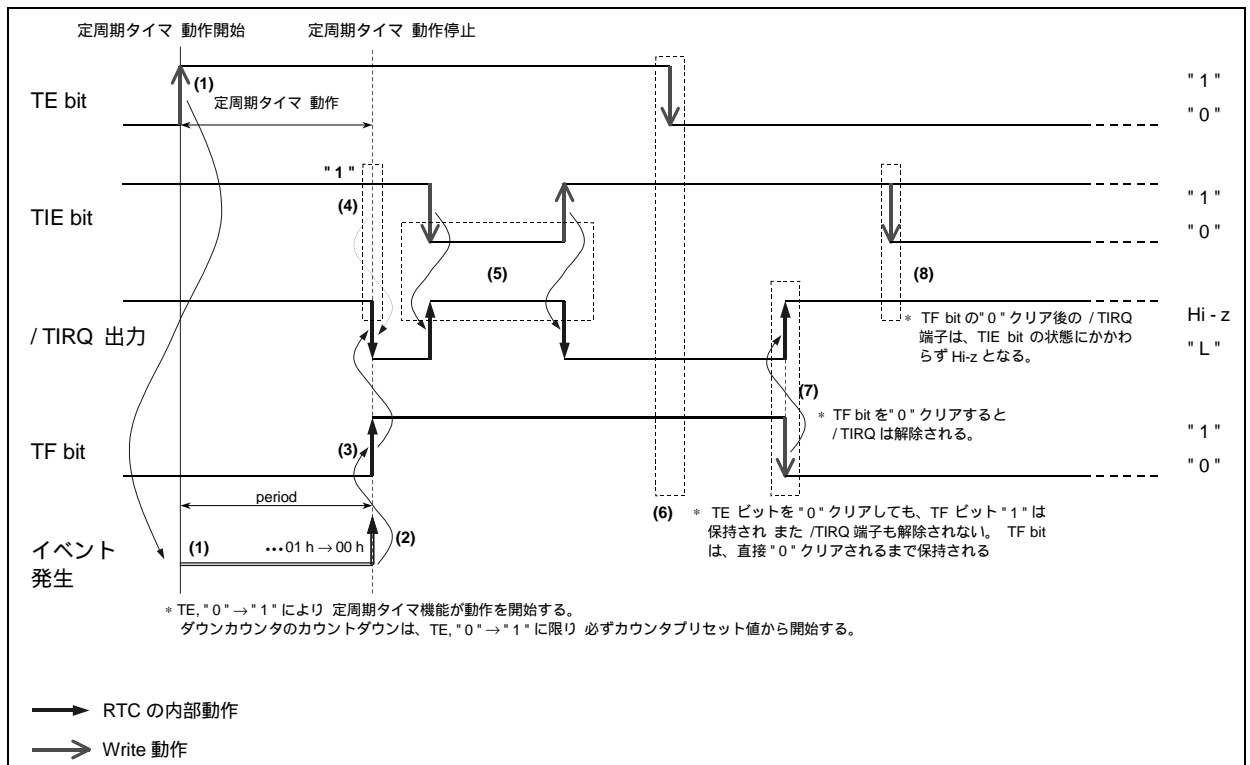 定周期タイマ 動作開始
定周期タイマ 動作停止
TE bit
(1)
定周期タイマ 動作
" 1 "
" 0 "
TIE bit
" 1 "
(4)
(5)
" 1 "
" 0 "
(8)
/ TIRQ 出力
Hi - z
" L "
* TF bit の" 0 " クリア後の / TIRQ
端子は、TIE bit の状態にかかわ
らず Hi-z となる。
(7)
* TF bit を" 0 " クリアすると
/ TIRQ は解除される。
TF bit
(3)
" 1 "
" 0 "
period
(6)
* TE ビットを " 0 " クリアしても、TF ビット " 1 " は
保持され また /TIRQ 端子も解除されない。 TF bit
は、直接 " 0 " クリアされるまで保持される
イベント
発生
(1)
•••01 h → 00 h
(2)
* TE, " 0 " → " 1 " により 定周期タイマ機能が動作を開始する。
ダウンカウンタのカウントダウンは、TE, " 0 " → " 1 " に限り 必ずカウンタプリセット値から開始する。
RTC の内部動作
Write 動作